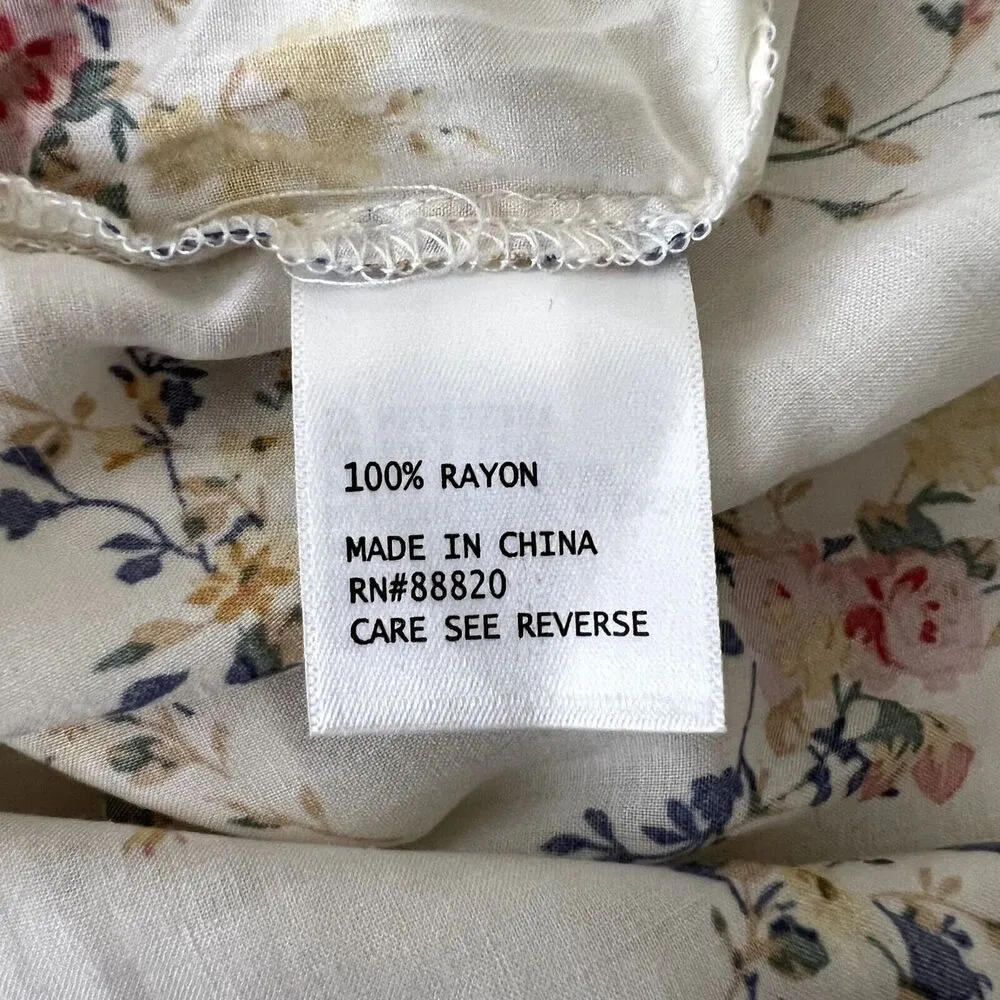 100% RAYON
MADE IN CHINA
RN#88820
CARE SEE REVERSE